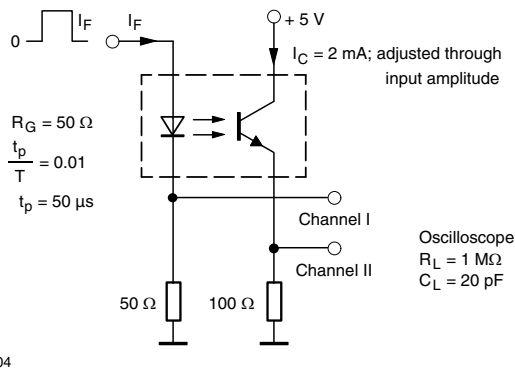 0
I_F
I_F
+ 5 V
I_C = 2 mA; adjusted through
input amplitude
R_G = 50 Ω
t_p
T
= 0.01
t_p = 50 µs
Channel I
Channel II
Oscilloscope
R_L = 1 MΩ
C_L = 20 pF
50 Ω
100 Ω
04